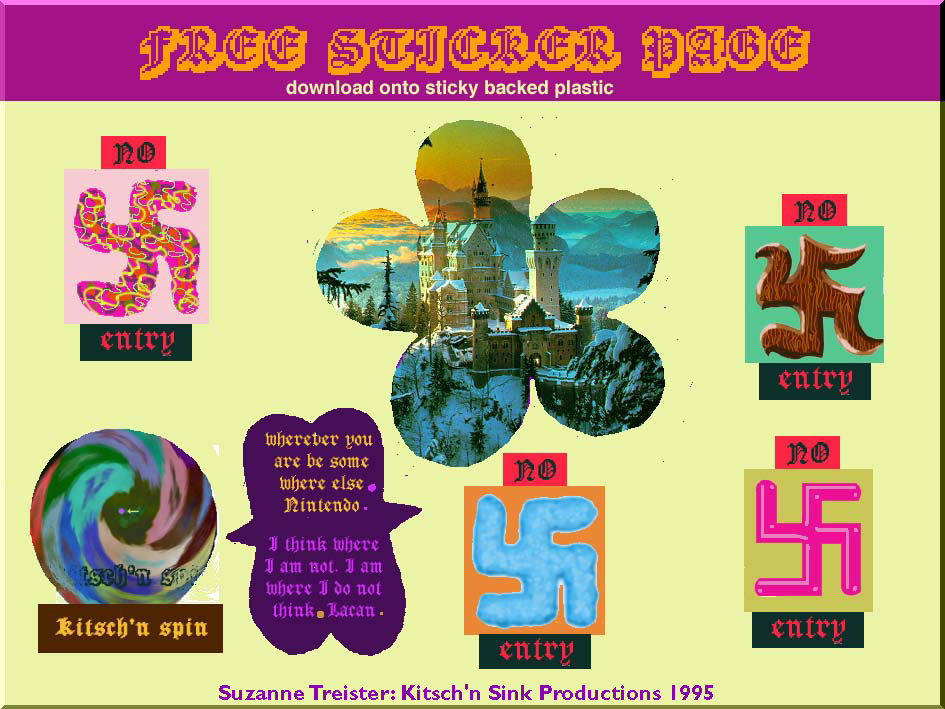 FREE STICKER PAGE
download onto sticky backed plastic
NO
entry
NO
entry
wherever you
are be some
where else
Nintendo.
I think where
I am not. I am
where I do not
think. Lacan.
Kitsch'n spin
NO
entry
NO
entry
Suzanne Treister: Kitsch'n Sink Productions 1995